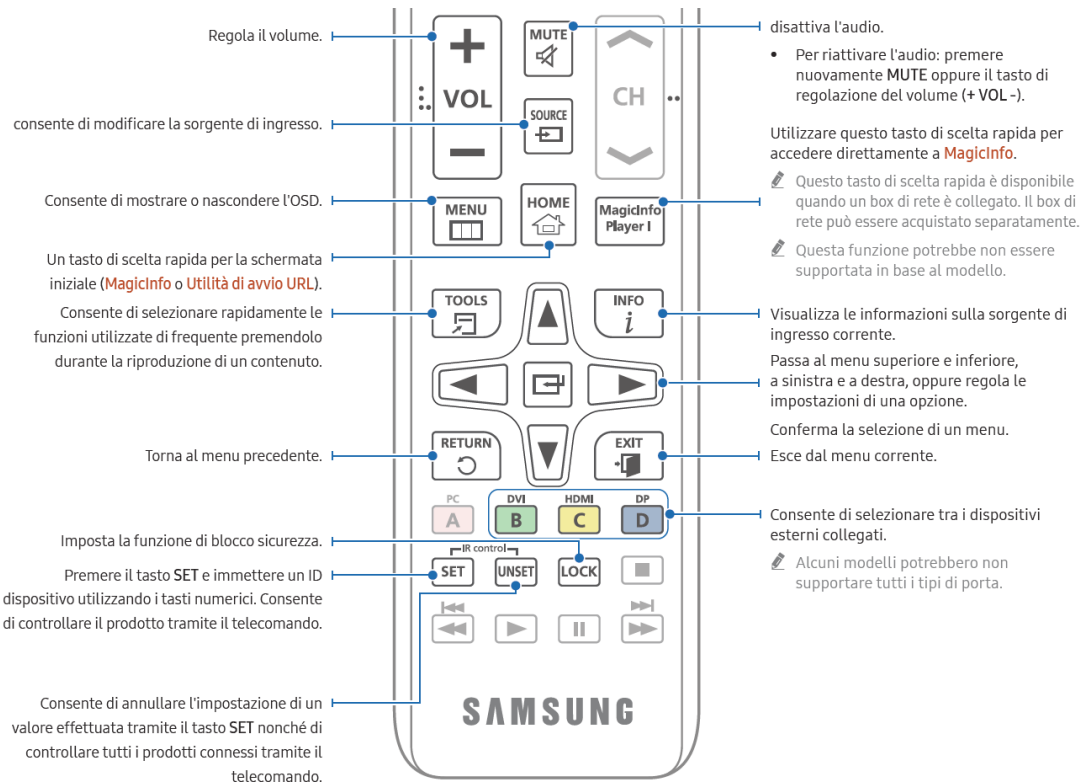 Regola il volume.
consente di modificare la sorgente di ingresso.
Consente di mostrare o nascondere l'OSD.
Un tasto di scelta rapida per la schermata
iniziale (MagicInfo o Utilità di avvio URL).
Consente di selezionare rapidamente le
funzioni utilizzate di frequente premendolo
durante la riproduzione di un contenuto.
Torna al menu precedente.
Imposta la funzione di blocco sicurezza.
Premere il tasto SET e immettere un ID
dispositivo utilizzando i tasti numerici. Consente
di controllare il prodotto tramite il telecomando.
Consente di annullare l'impostazione di un
valore effettuata tramite il tasto SET nonché di
controllare tutti i prodotti connessi tramite il
telecomando.
+
VOL
-
MUTE
SOURCE
CH
MENU
HOME
MagicInfo
Player I
TOOLS
INFO
i
RETURN
EXIT
PC
DVI
HDMI
DP
A
B
C
D
IR control
SET
UNSET
LOCK
SAMSUNG
disattiva l'audio.
• Per riattivare l'audio: premere
nuovamente MUTE oppure il tasto di
regolazione del volume (+ VOL -).
Utilizzare questo tasto di scelta rapida per
accedere direttamente a MagicInfo.
Questo tasto di scelta rapida è disponibile
quando un box di rete è collegato. Il box di
rete può essere acquistato separatamente.
Questa funzione potrebbe non essere
supportata in base al modello.
Visualizza le informazioni sulla sorgente di
ingresso corrente.
Passa al menu superiore e inferiore,
a sinistra e a destra, oppure regola le
impostazioni di una opzione.
Conferma la selezione di un menu.
Esce dal menu corrente.
Consente di selezionare tra i dispositivi
esterni collegati.
Alcuni modelli potrebbero non
supportare tutti i tipi di porta.